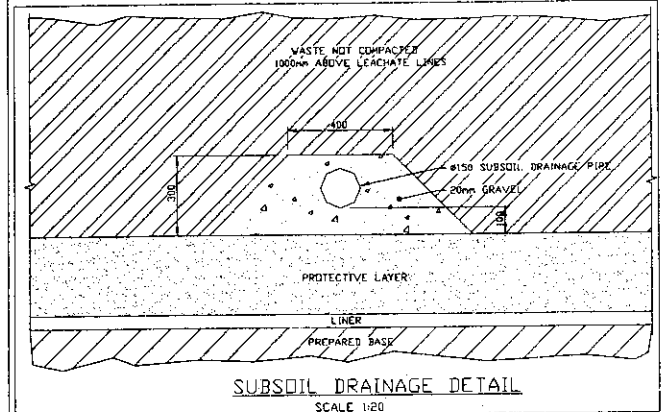 WASTE NOT COMPACTED
1000mm ABOVE LEACHATE LINES
400
ø150 SUBSOIL DRAINAGE PIPE
300
20mm GRAVEL
100
PROTECTIVE LAYER
LINER
PREPARED BASE
SUBSOIL DRAINAGE DETAIL
SCALE 1:20